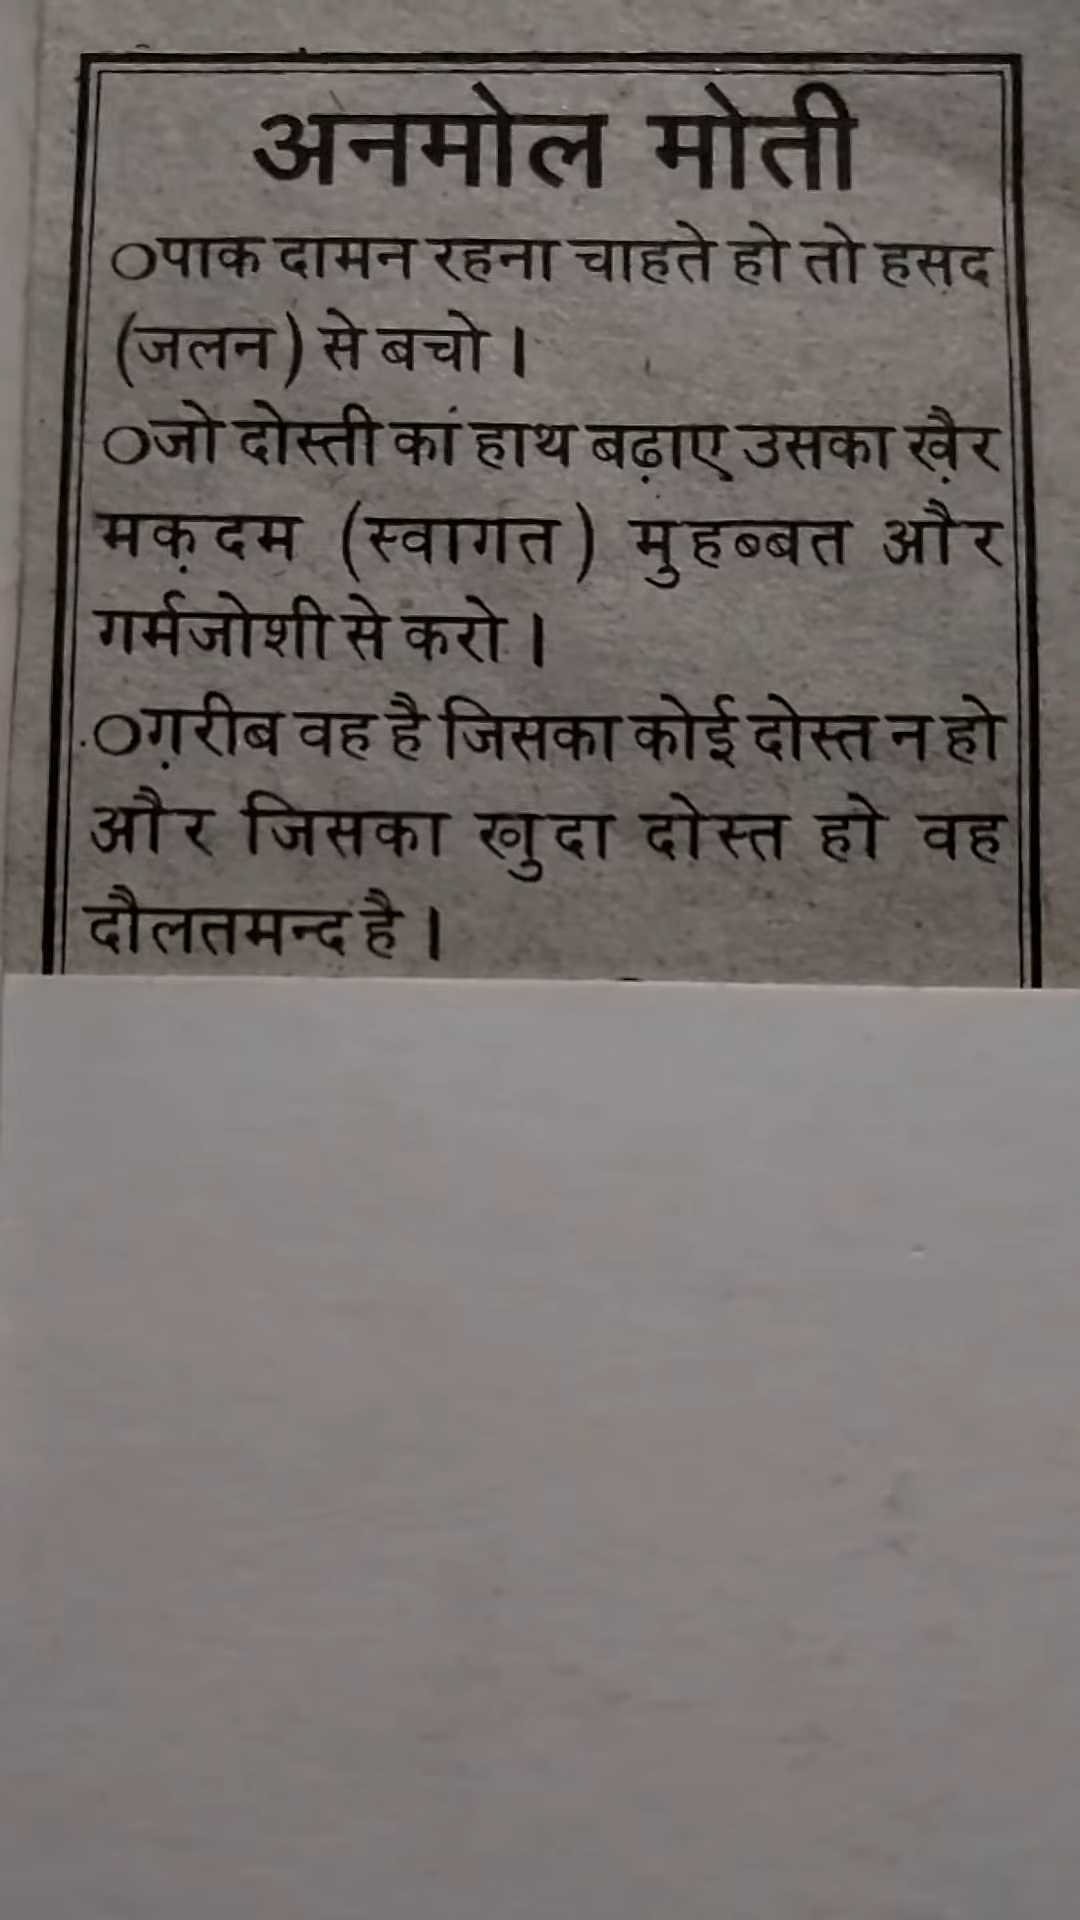 अनमोल मोती
○पाक दामन रहना चाहते हो तो हसद
(जलन) से बचो।
○जो दोस्ती का हाथ बढ़ाए उसका ख़ैर
मक़दम (स्वागत) मुहब्बत और
गर्मजोशी से करो।
○ग़रीब वह है जिसका कोई दोस्त न हो
और जिसका खुदा दोस्त हो वह
दौलतमन्द है।